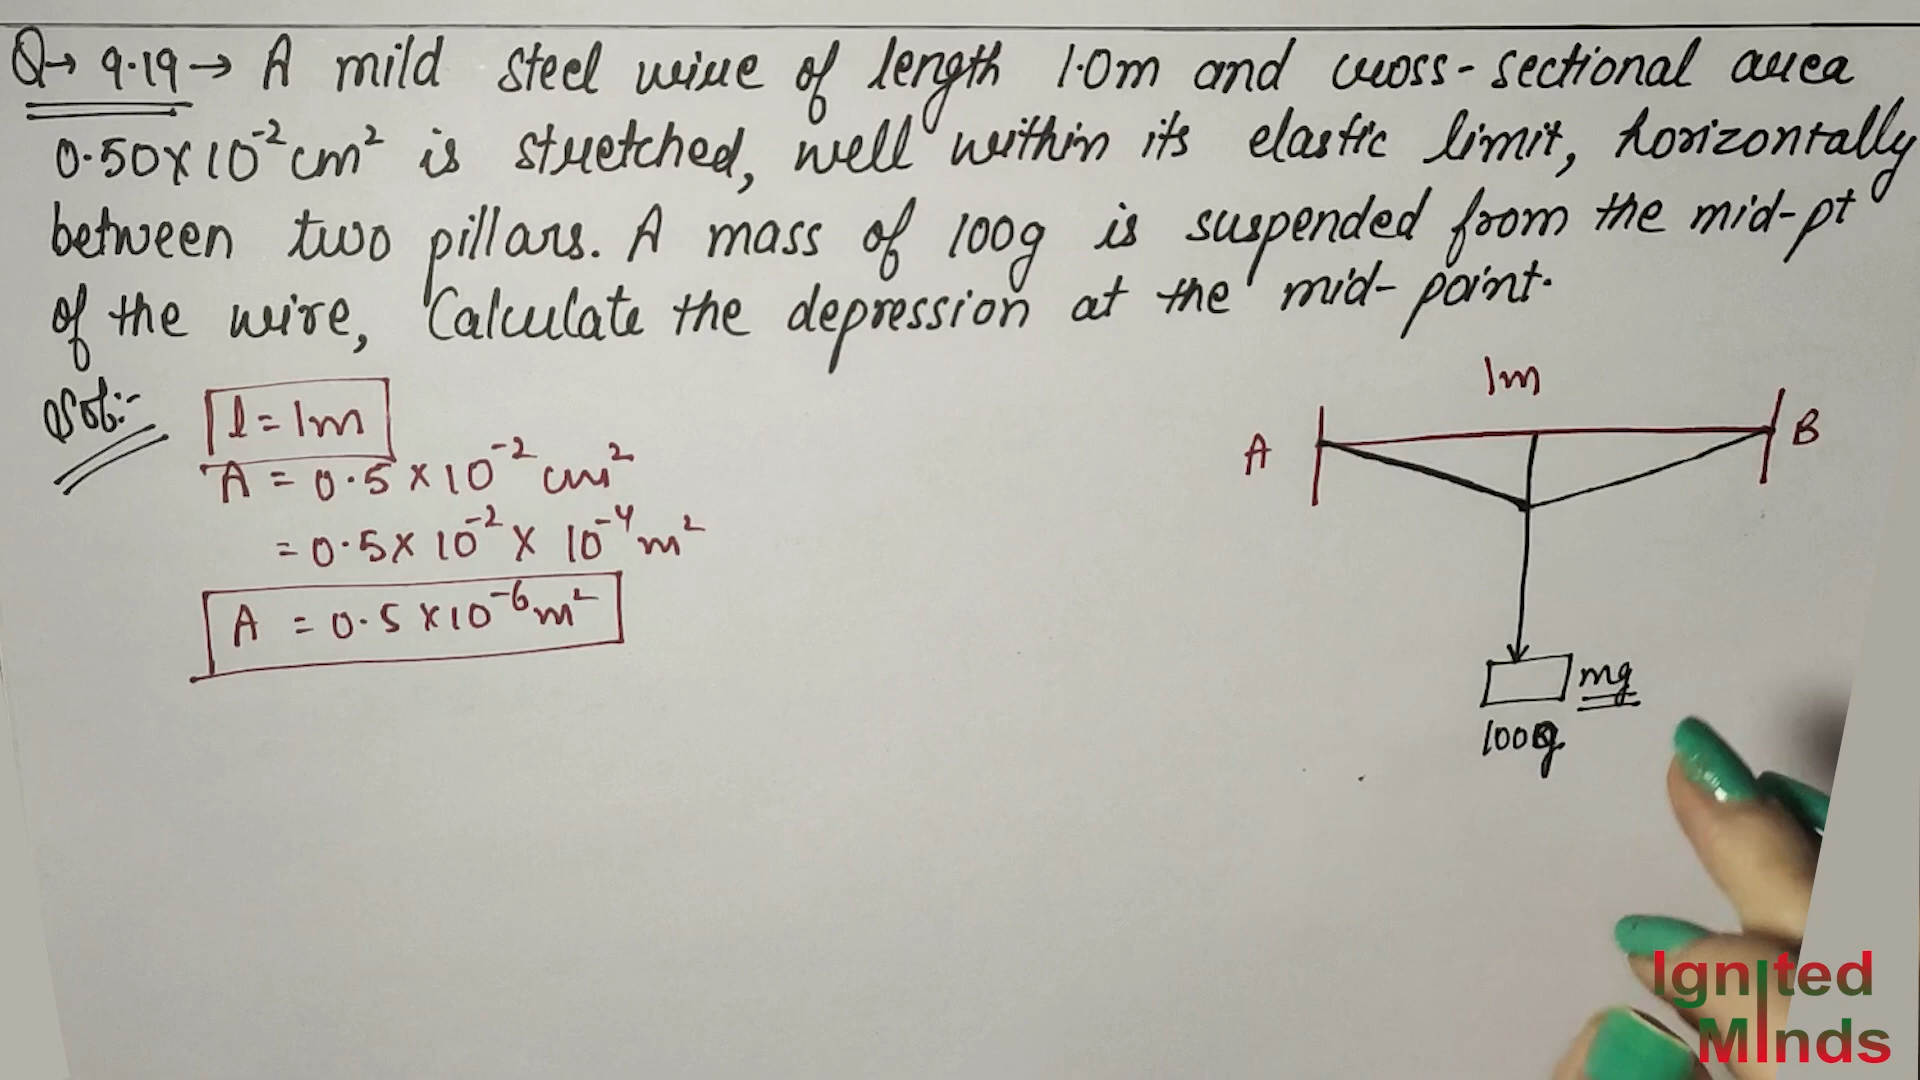 Q→ 9.19 → A mild steel wire of length 1.0m and cross-sectional area
0.50×10⁻² cm² is stretched, well within its elastic limit, horizontally
between two pillars. A mass of 100g is suspended from the mid-pt
of the wire, Calculate the depression at the mid-point.
Sol:-
l = 1m
A = 0.5 × 10⁻² cm²
= 0.5 × 10⁻² × 10⁻⁴ m²
A = 0.5 × 10⁻⁶ m²
1m
A
B
mg
100g
Ignited
Minds